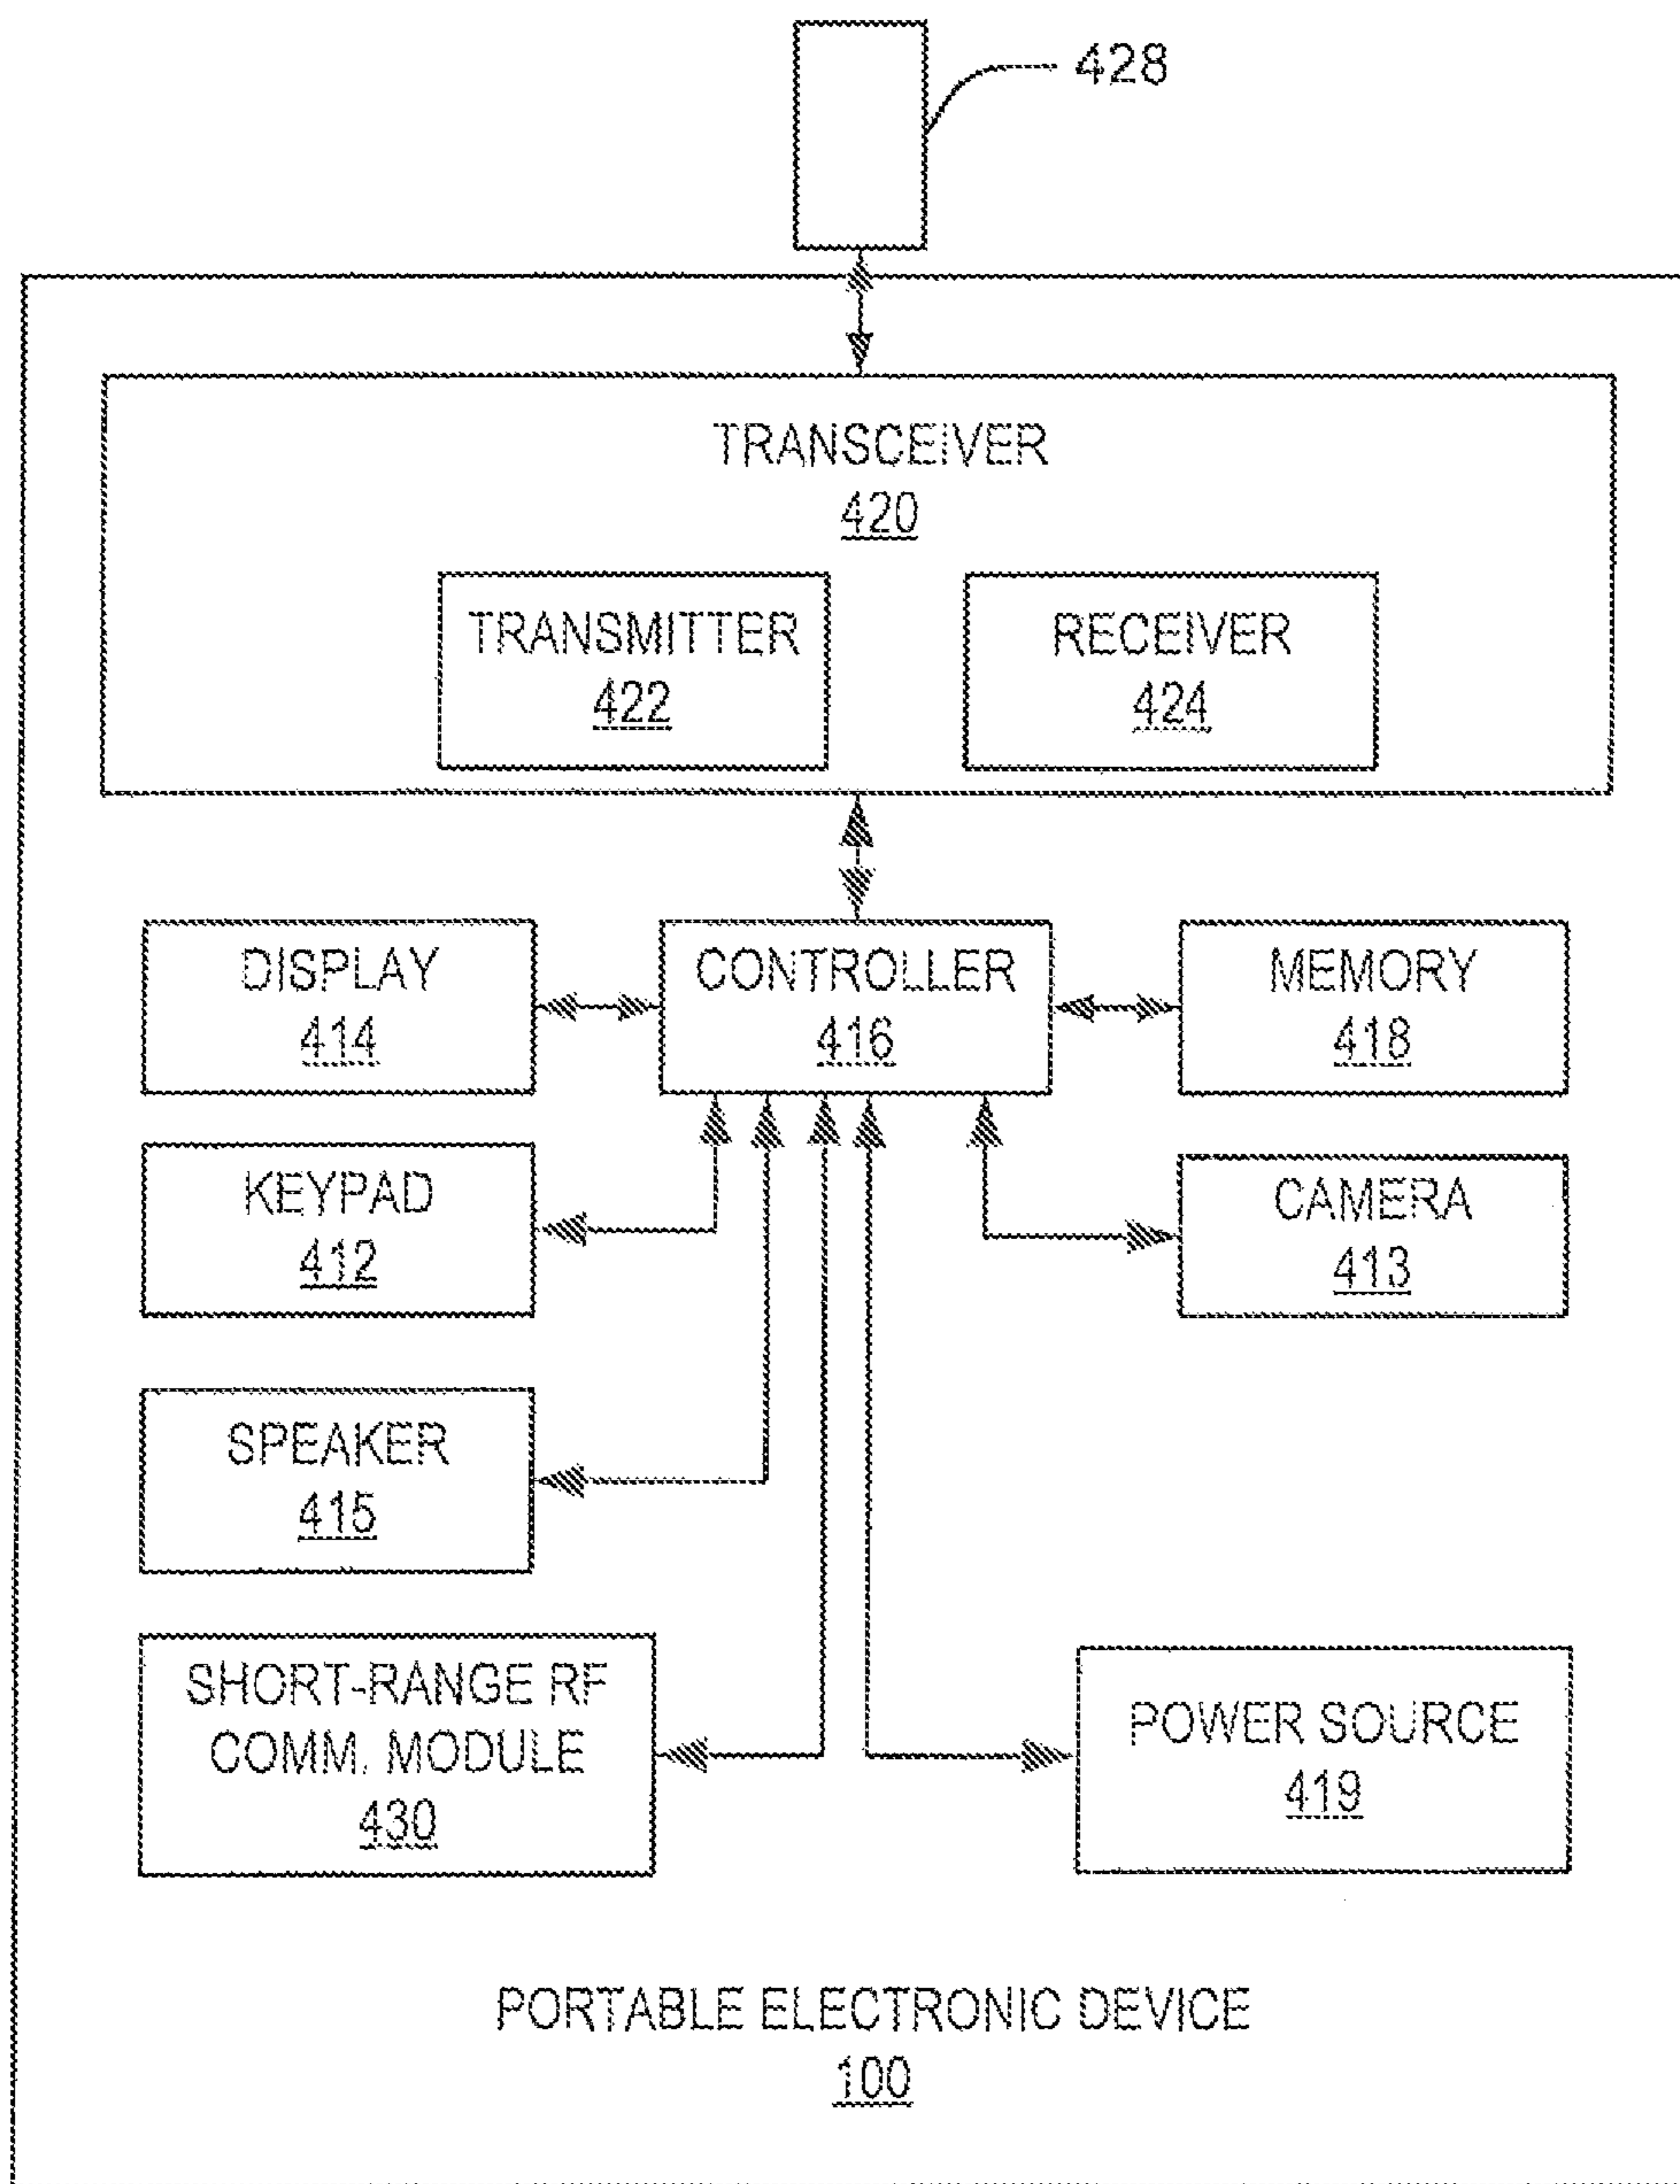 428
TRANSCEIVER
420
TRANSMITTER
422
RECEIVER
424
DISPLAY
414
CONTROLLER
416
MEMORY
418
KEYPAD
412
CAMERA
413
SPEAKER
415
SHORT-RANGE RF
COMM. MODULE
430
POWER SOURCE
419
PORTABLE ELECTRONIC DEVICE
100